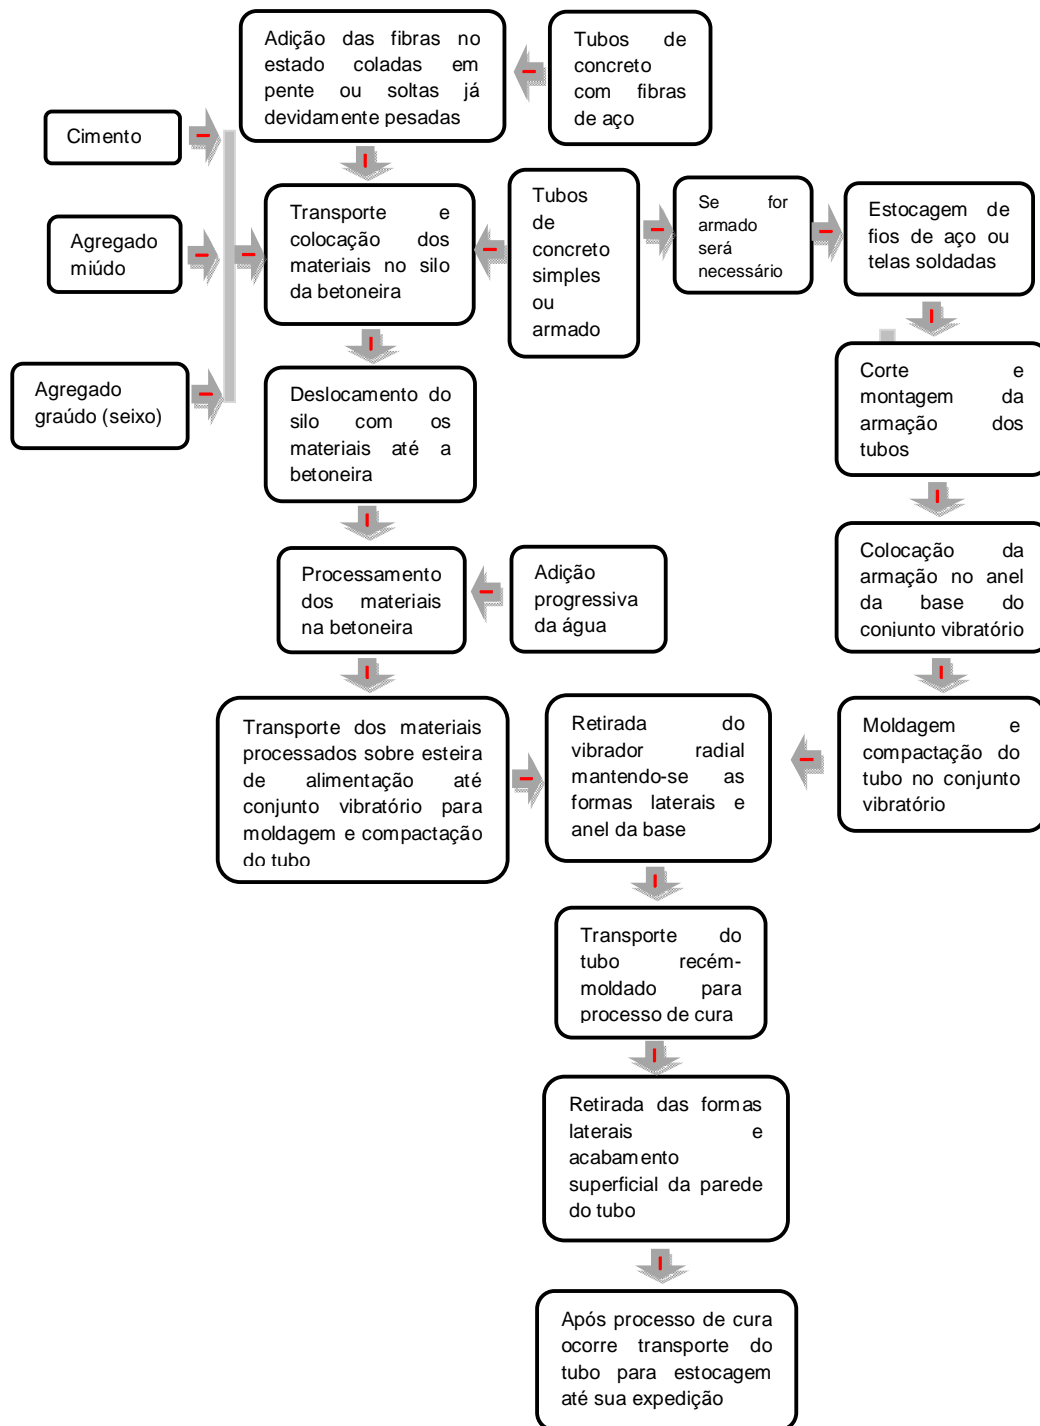 Adição das fibras no
estado coladas em
pente ou soltas já
devidamente pesadas
Tubos de
concreto
com fibras
de aço
Cimento
Agregado
miúdo
Agregado
graúdo (seixo)
Transporte e
colocação dos
materiais no silo
da betoneira
Tubos
de
concreto
simples
ou
armado
Se for
armado
será
necessário
Estocagem de
fios de aço ou
telas soldadas
Deslocamento do
silo com os
materiais até a
betoneira
Corte e
montagem da
armação dos
tubos
Processamento
dos materiais
na betoneira
Adição
progressiva
da água
Colocação da
armação no anel
da base do
conjunto vibratório
Transporte dos materiais
processados sobre esteira
de alimentação até
conjunto vibratório para
moldagem e compactação
do tubo
Retirada do
vibrador radial
mantendo-se as
formas laterais e
anel da base
Moldagem e
compactação do
tubo no conjunto
vibratório
Transporte do
tubo recém-
moldado para
processo de cura
Retirada das formas
laterais e
acabamento
superficial da parede
do tubo
Após processo de cura
ocorre transporte do
tubo para estocagem
até sua expedição